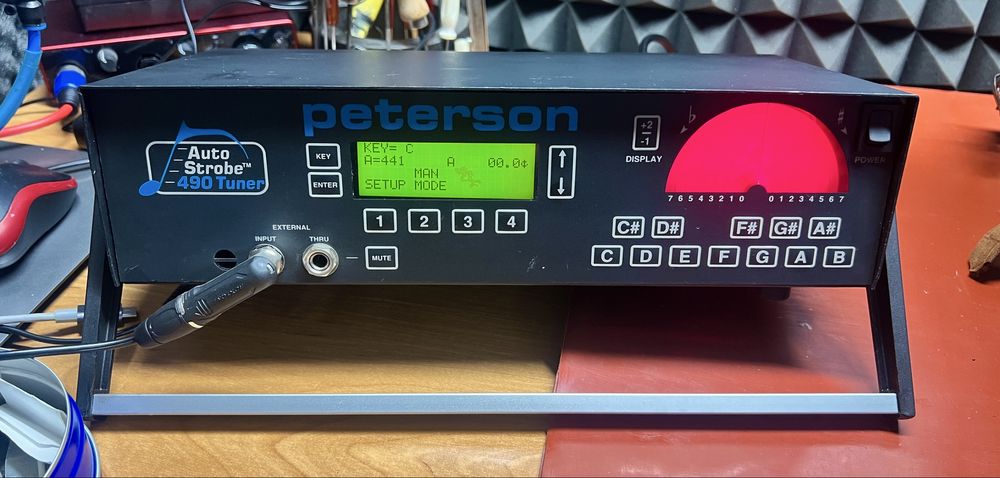 peterson
Auto
Strobe™
490 Tuner
KEY
ENTER
KEY= C
A=441 A 00.0¢
MAN
SETUP MODE
1 2 3 4
EXTERNAL
INPUT THRU
MUTE
+2
-1
DISPLAY
♭ ♯
7 6 5 4 3 2 1 0 0 1 2 3 4 5 6 7
POWER
C# D# F# G# A#
C D E F G A B